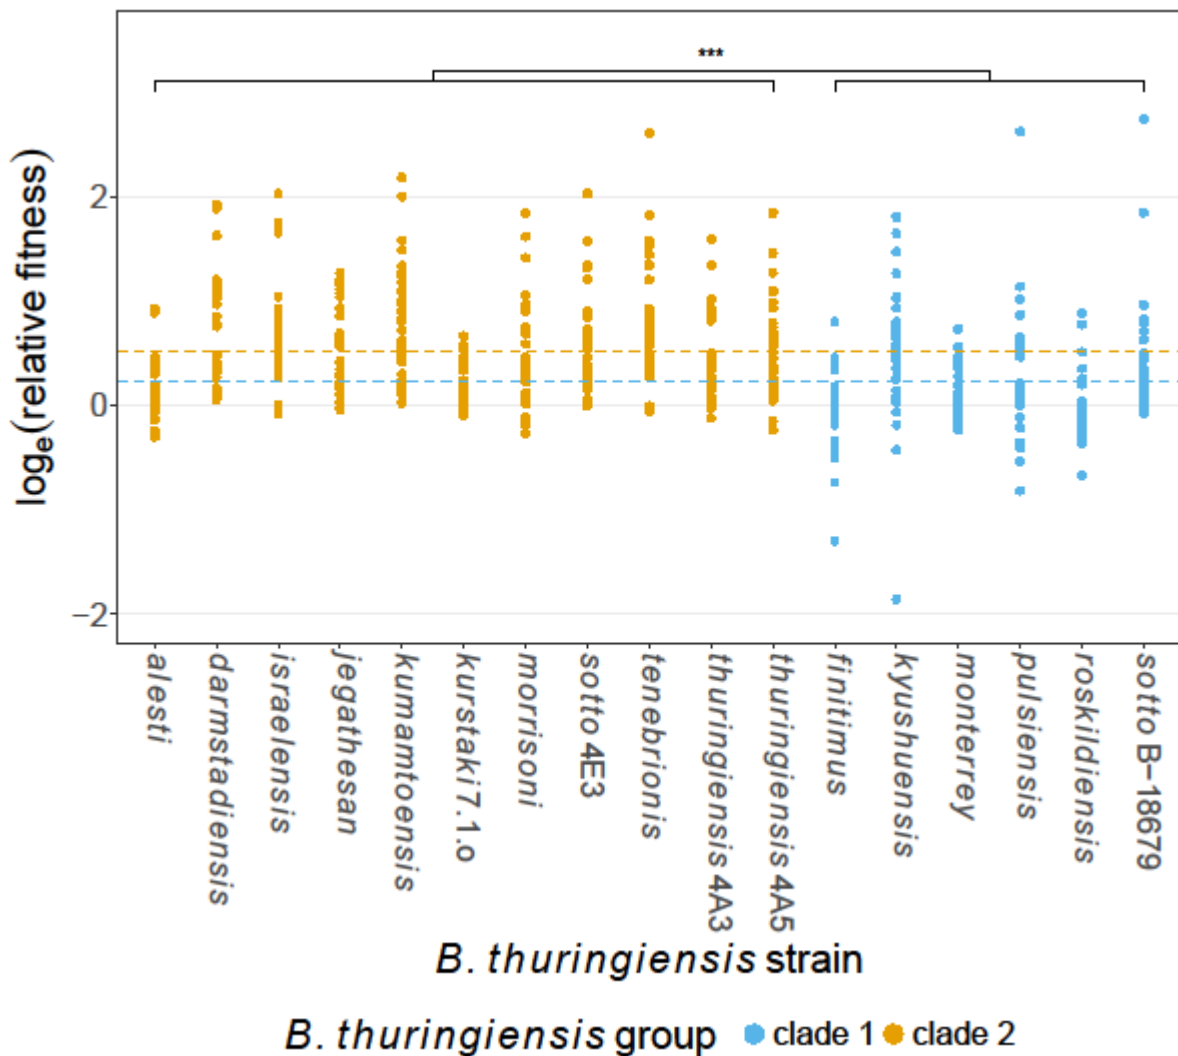 ***
log_e(relative fitness)
2
0
−2
alesti
darmstadiensis
israelensis
jegathesan
kumamtoensis
kurstaki 7.1.o
morrisoni
sotto 4E3
tenebrionis
thuringiensis 4A3
thuringiensis 4A5
finitimus
kyushuensis
monterrey
pulsiensis
roskildiensis
sotto B−18679
B. thuringiensis strain
B. thuringiensis group clade 1 clade 2